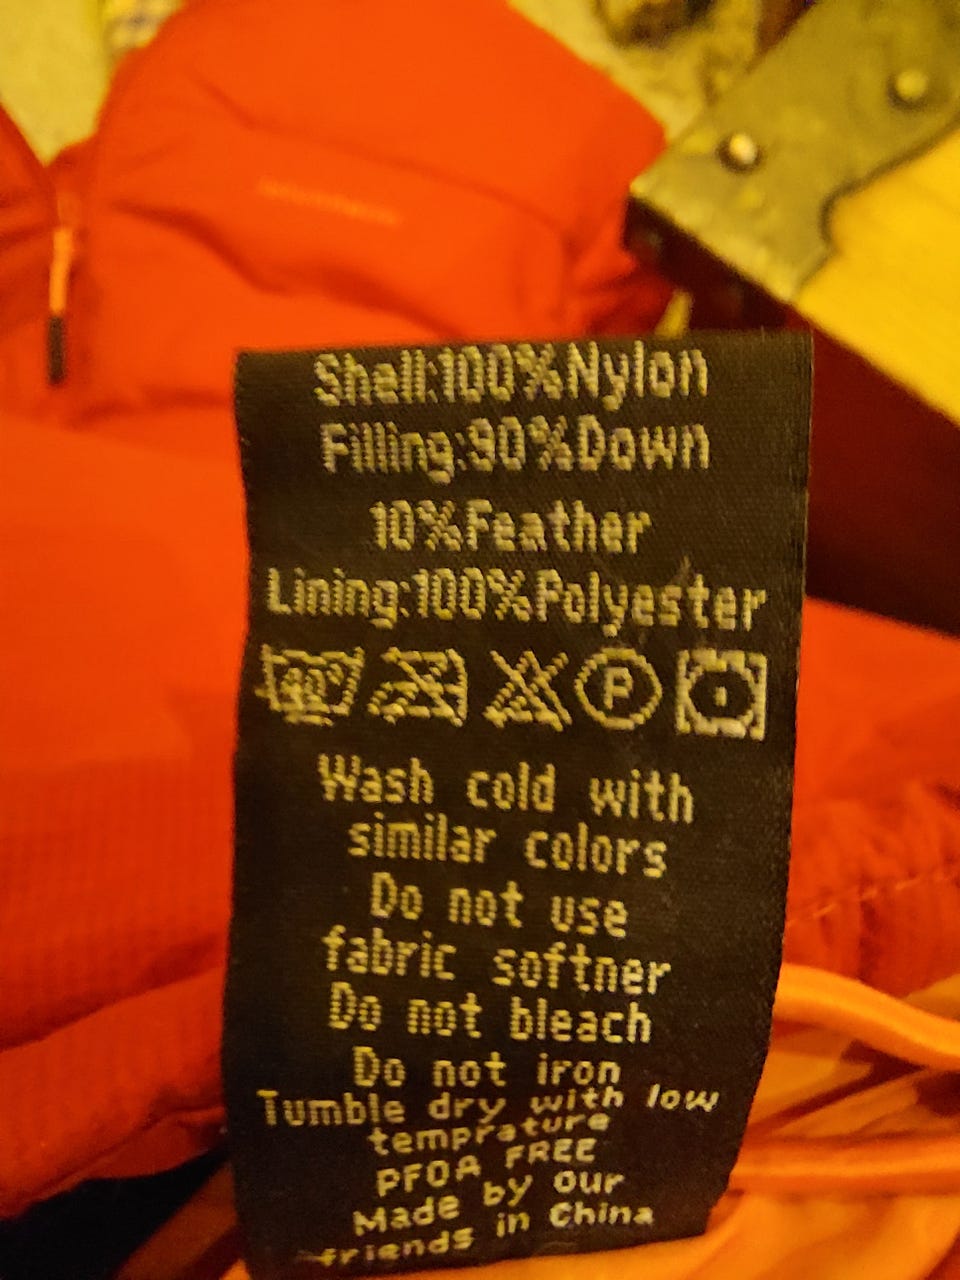 Shell:100%Nylon
Filling:90%Down
10%Feather
Lining:100%Polyester
P
Wash cold with
similar colors
Do not use
fabric softner
Do not bleach
Do not iron
Tumble dry with low
temprature
PFOA FREE
Made by our
friends in China